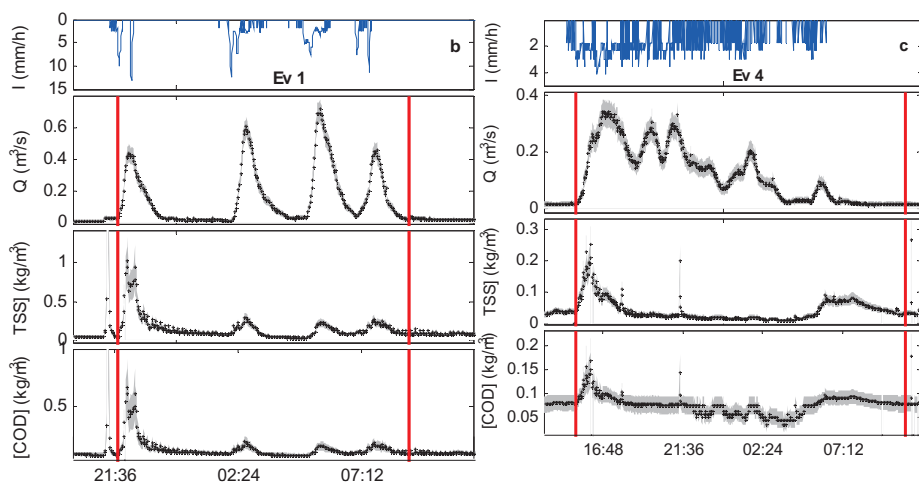 0
5
10
15
I (mm/h)
b
Ev 1
0.6
0.4
0.2
0
Q (m³/s)
1
0.5
0
TSS] (kg/m³)
1
0.5
[COD] (kg/m³)
21:36
02:24
07:12
0
2
4
I (mm/h)
c
Ev 4
0.4
0.2
0
Q (m³/s)
0.3
0.2
0.1
0
TSS] (kg/m³)
0.2
0.15
0.1
0.05
[COD] (kg/m³)
16:48
21:36
02:24
07:12